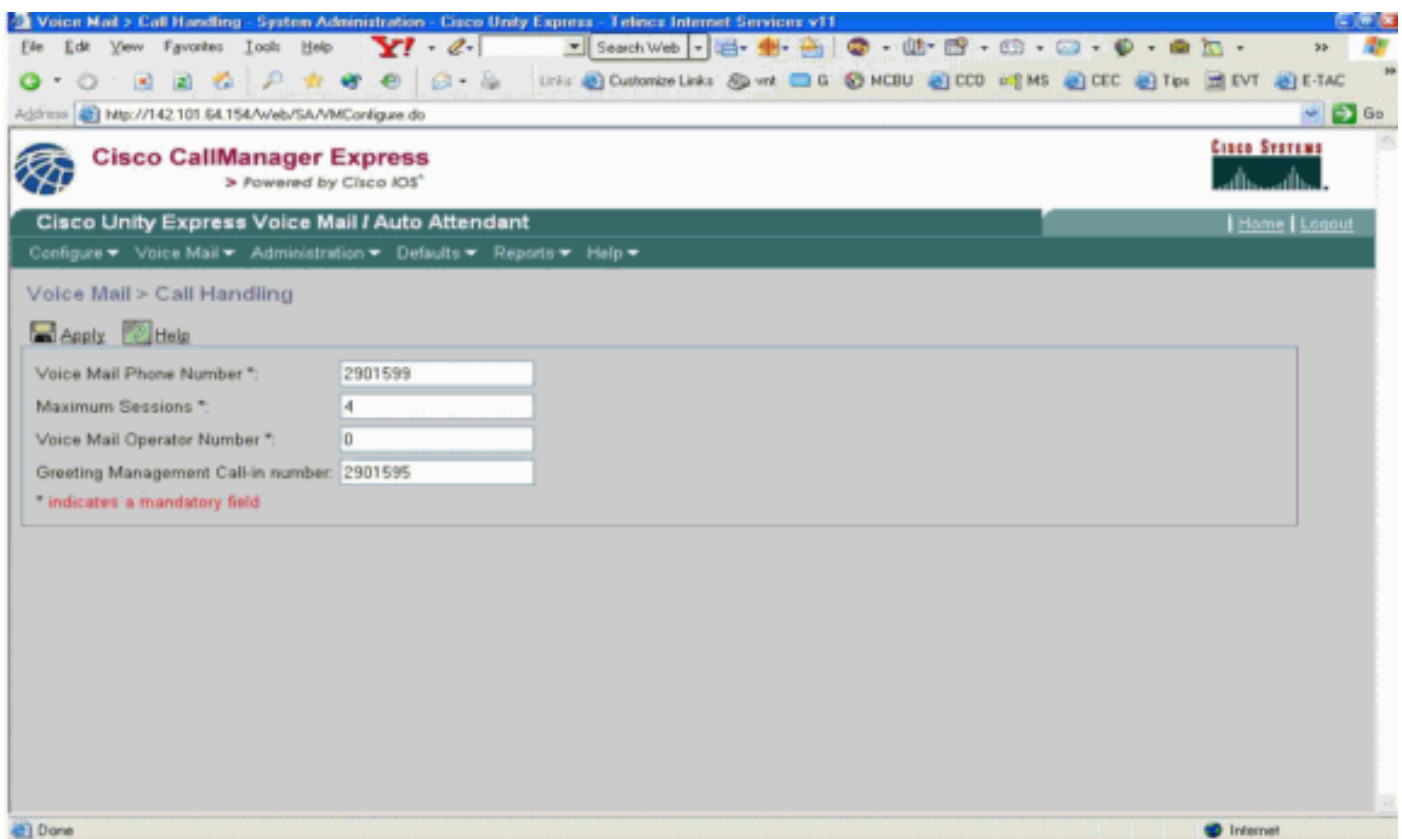 Voice Mail > Call Handling - System Administration - Cisco Unity Express - Telincs Internet Services v11
File Edit View Favorites Tools Help Y! Search Web >>
Links Customize Links vnt G MCBU CCO MS CEC Tips EVT E-TAC >>
Address http://142.101.64.154/Web/SA/VMConfigure.do Go
Cisco CallManager Express
> Powered by Cisco IOS®
Cisco Systems
Cisco Unity Express Voice Mail / Auto Attendant | Home | Logout
Configure Voice Mail Administration Defaults Reports Help
Voice Mail > Call Handling
Apply Help
Voice Mail Phone Number *: 2901599
Maximum Sessions *: 4
Voice Mail Operator Number *: 0
Greeting Management Call-in number: 2901595
* indicates a mandatory field
Done Internet